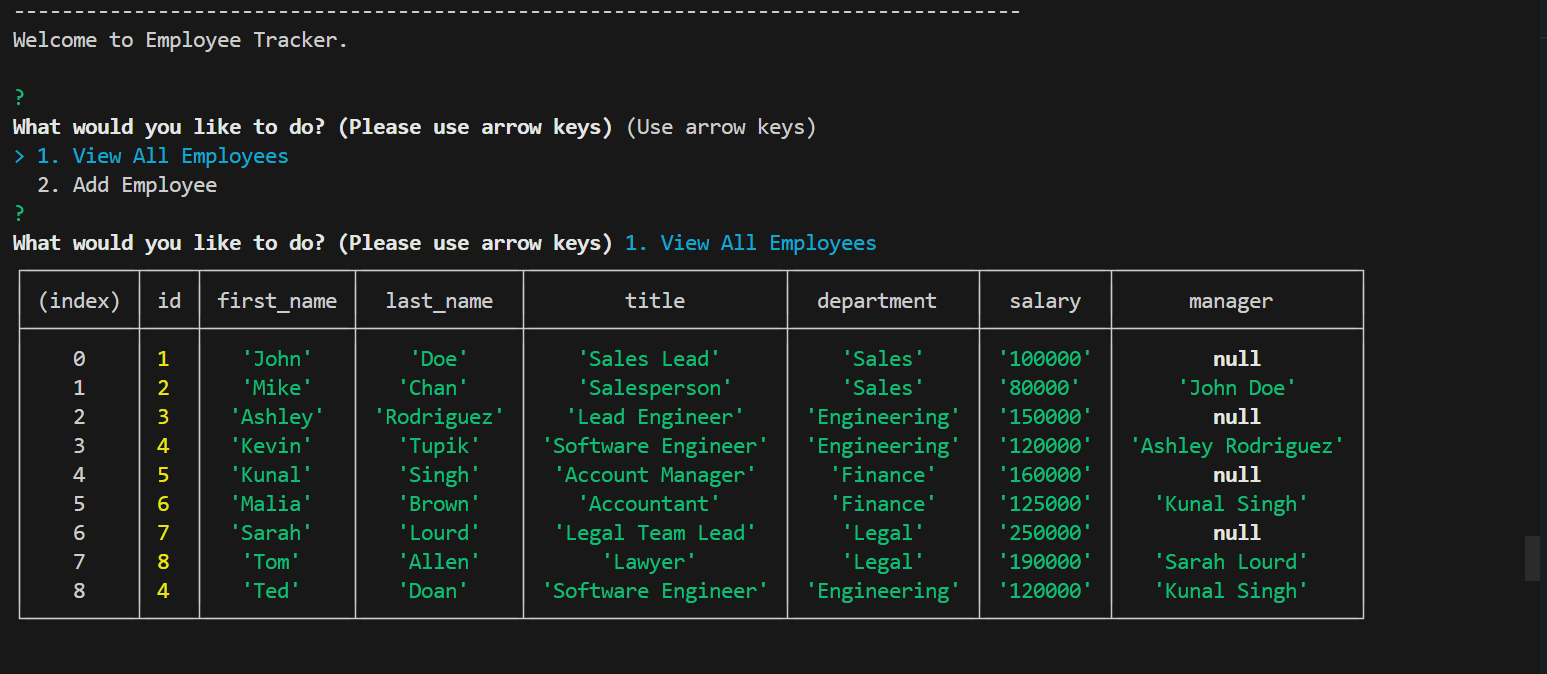 ------------------------------------------------------------------------------------
Welcome to Employee Tracker.
?
What would you like to do? (Please use arrow keys) (Use arrow keys)
> 1. View All Employees
2. Add Employee
?
What would you like to do? (Please use arrow keys) 1. View All Employees
(index) id first_name last_name title department salary manager
0 1 'John' 'Doe' 'Sales Lead' 'Sales' '100000' null
1 2 'Mike' 'Chan' 'Salesperson' 'Sales' '80000' 'John Doe'
2 3 'Ashley' 'Rodriguez' 'Lead Engineer' 'Engineering' '150000' null
3 4 'Kevin' 'Tupik' 'Software Engineer' 'Engineering' '120000' 'Ashley Rodriguez'
4 5 'Kunal' 'Singh' 'Account Manager' 'Finance' '160000' null
5 6 'Malia' 'Brown' 'Accountant' 'Finance' '125000' 'Kunal Singh'
6 7 'Sarah' 'Lourd' 'Legal Team Lead' 'Legal' '250000' null
7 8 'Tom' 'Allen' 'Lawyer' 'Legal' '190000' 'Sarah Lourd'
8 4 'Ted' 'Doan' 'Software Engineer' 'Engineering' '120000' 'Kunal Singh'